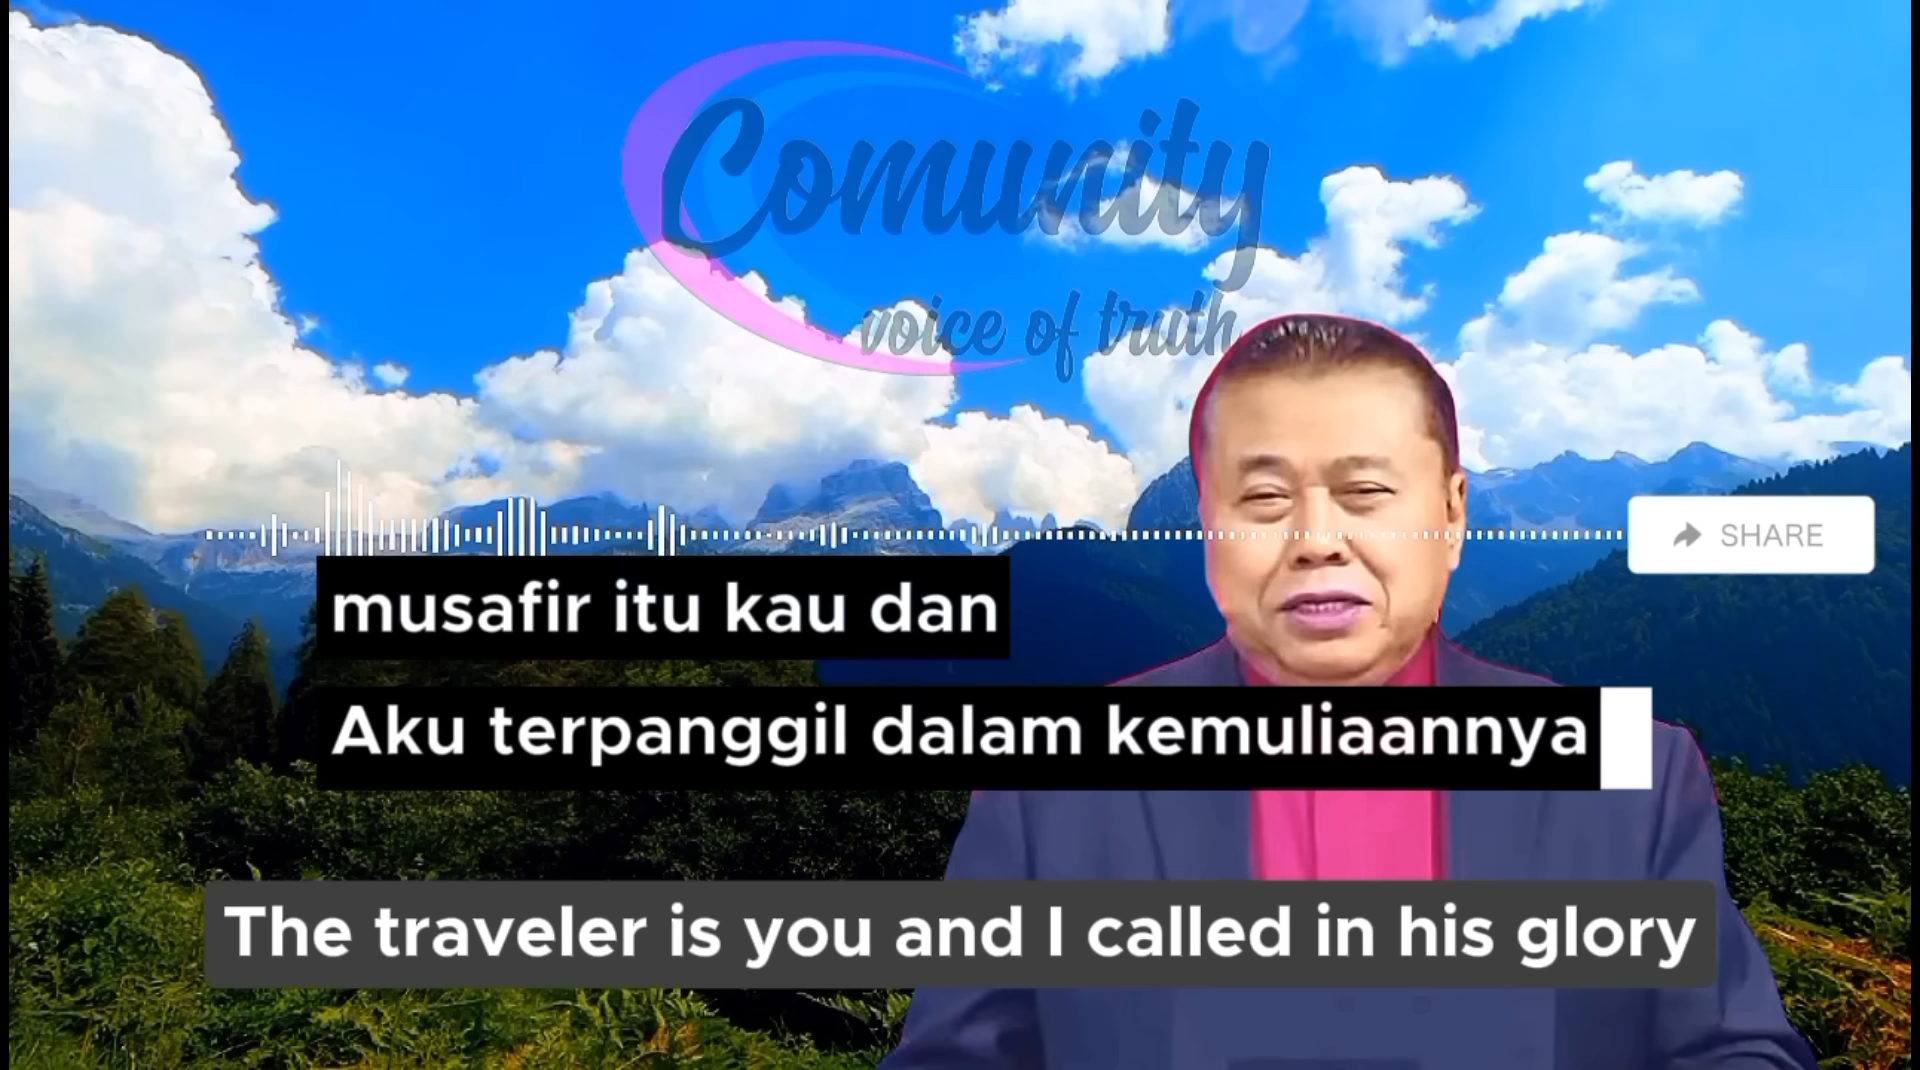 Comunity
voice of truth
SHARE
musafir itu kau dan
Aku terpanggil dalam kemuliaannya
The traveler is you and I called in his glory